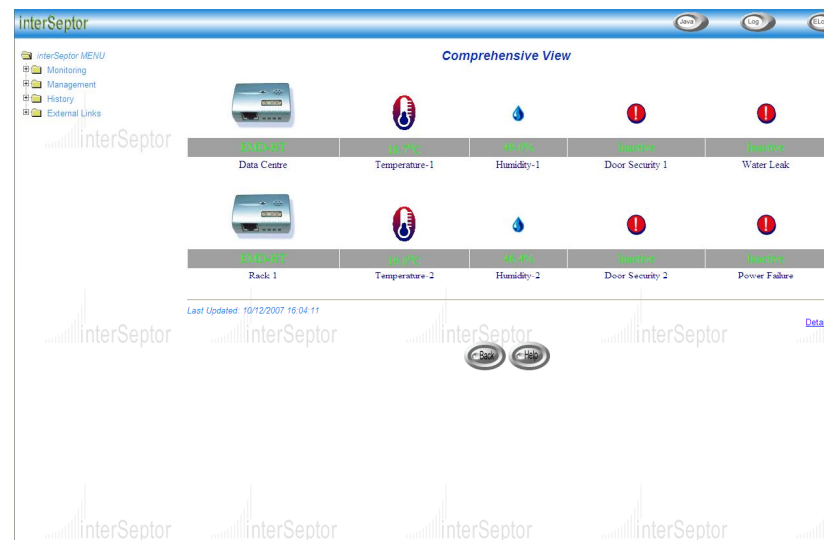 interSeptor
Java Log
interSeptor MENU
Monitoring
Management
History
External Links
Comprehensive View
Data Centre Temperature-1 Humidity-1 Door Security 1 Water Leak
Rack 1 Temperature-2 Humidity-2 Door Security 2 Power Failure
Last Updated: 10/12/2007 16:04:11
Back Help
interSeptor
interSeptor interSeptor interSeptor interSeptor
interSeptor interSeptor interSeptor interSeptor